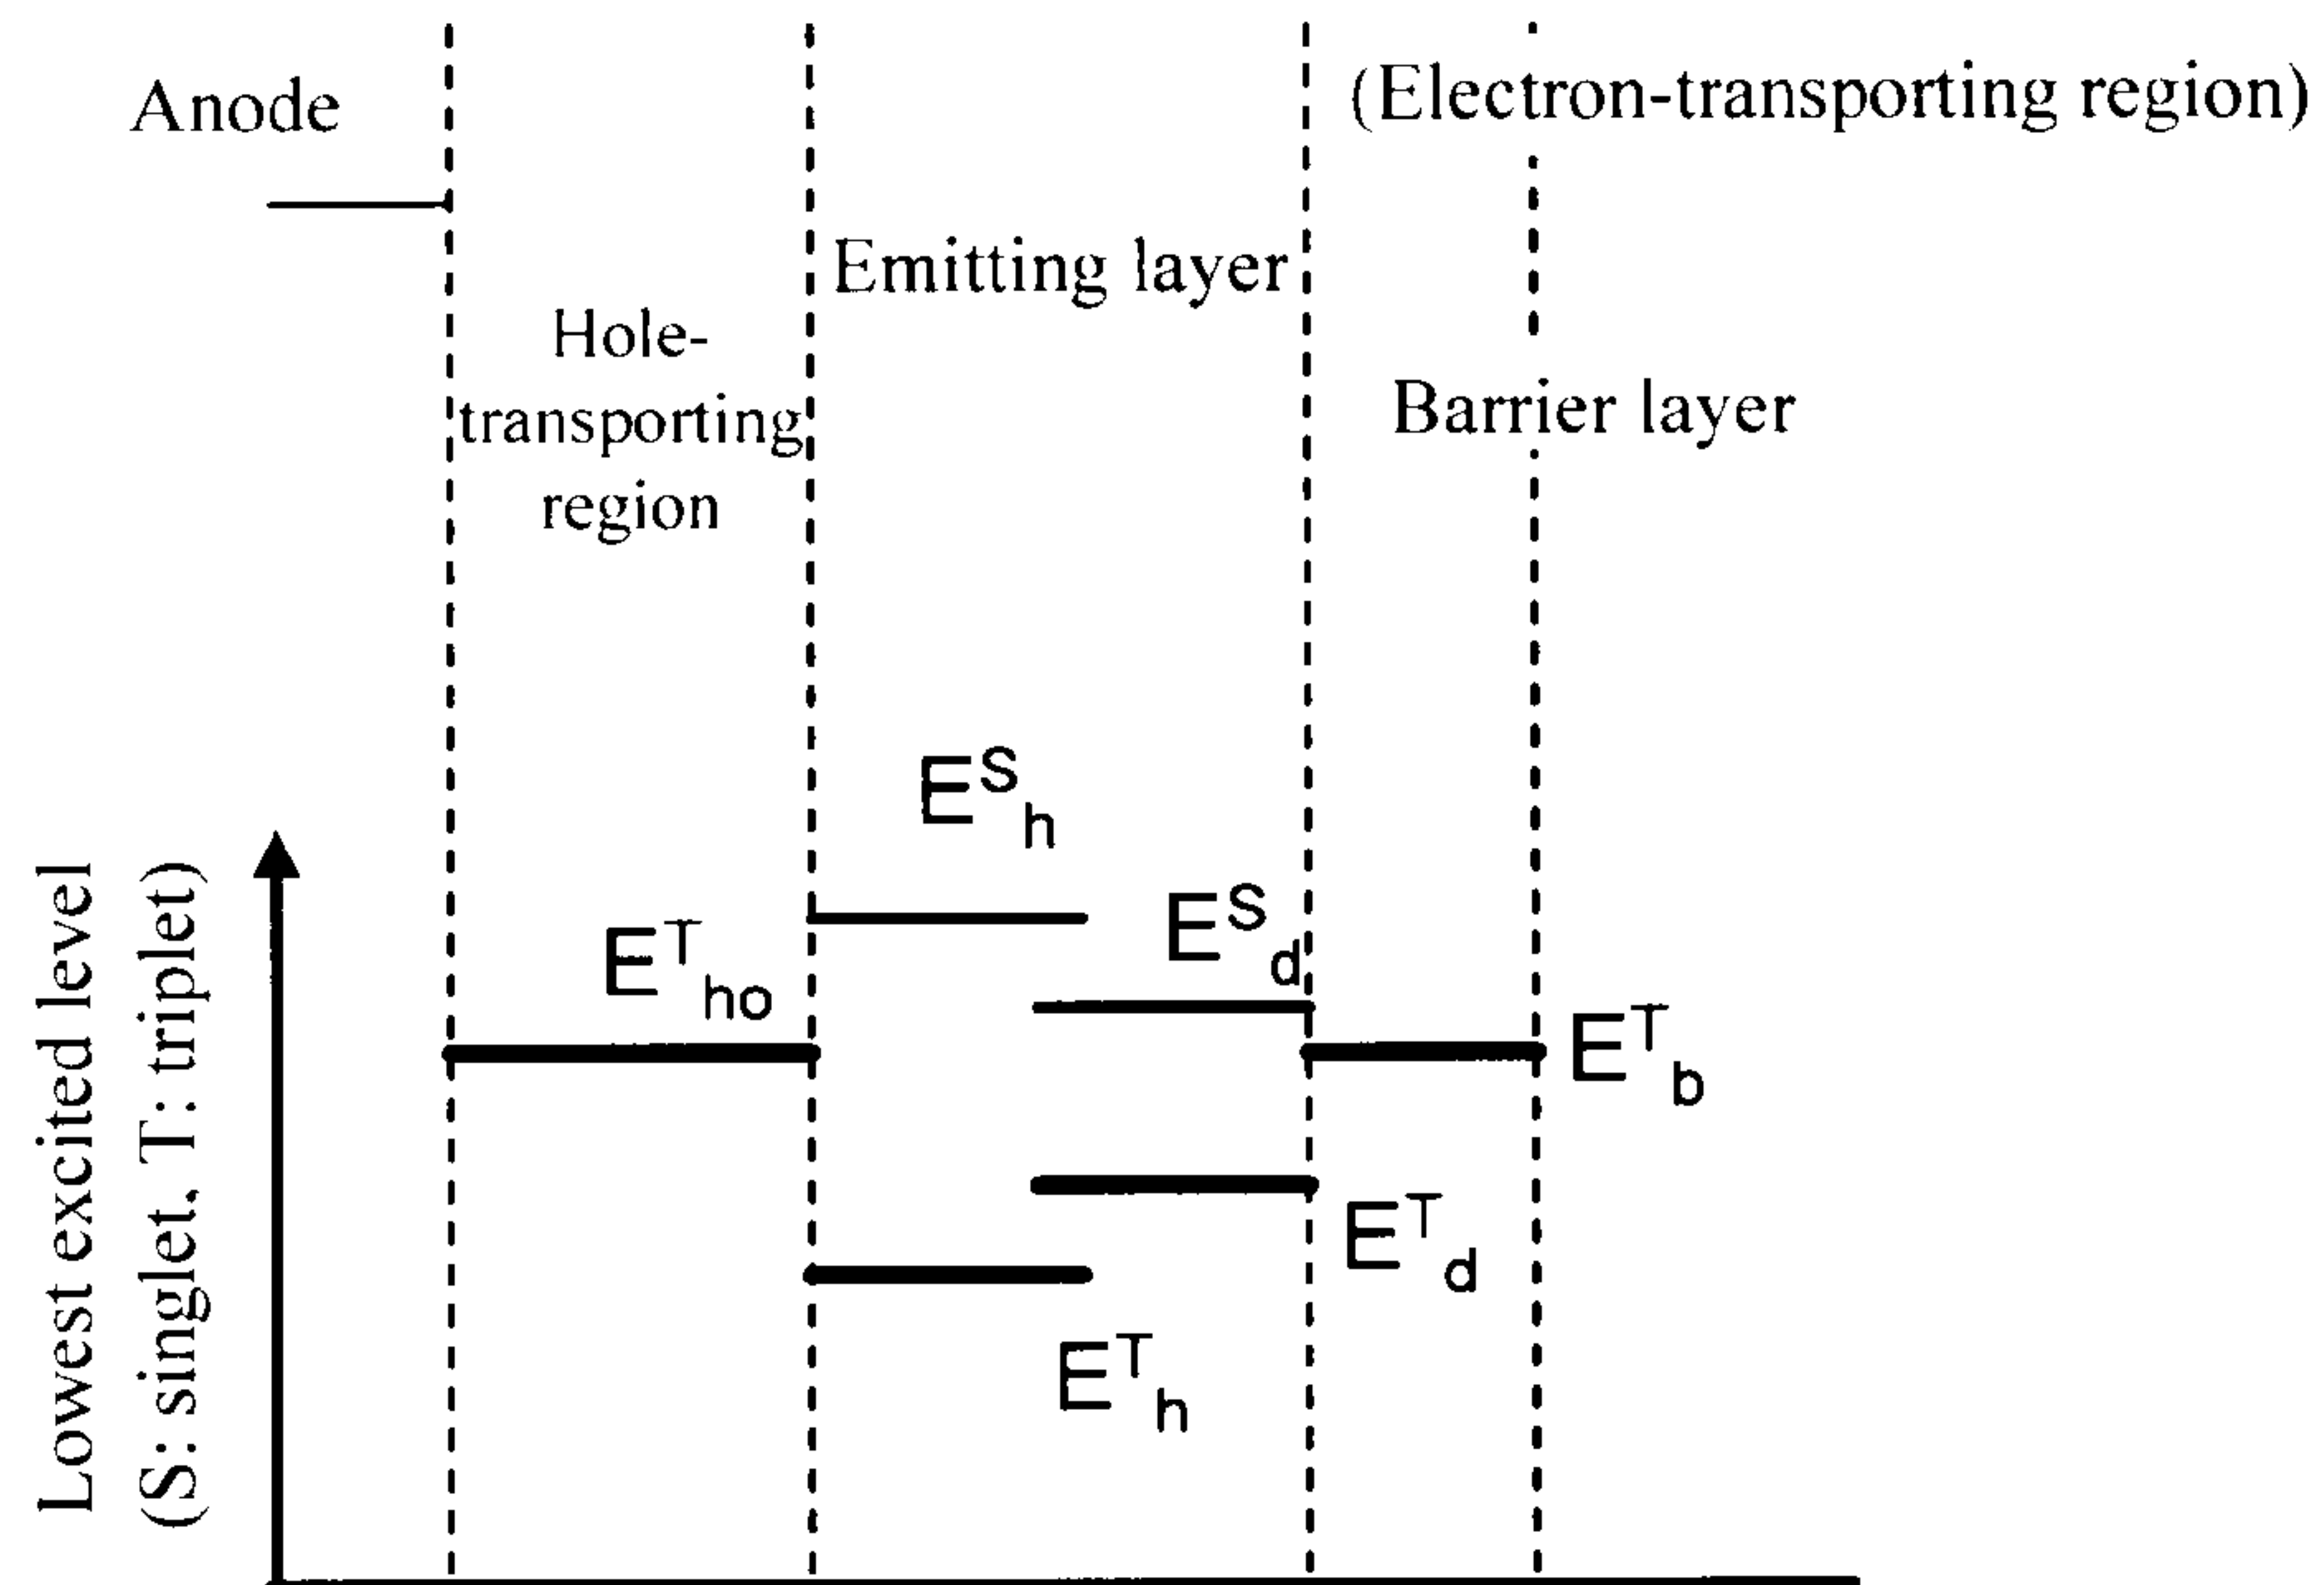 Anode
(Electron-transporting region)
Emitting layer
Hole-
transporting
region
Barrier layer
E^S_h
E^S_d
E^T_ho
E^T_b
E^T_d
E^T_h
Lowest excited level
(S: singlet, T: triplet)